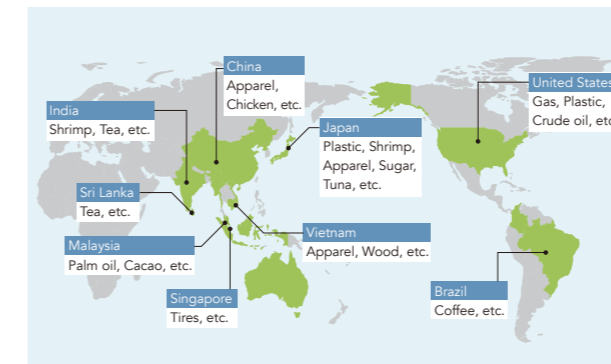 China
Apparel,
Chicken, etc.
India
Shrimp, Tea, etc.
Japan
Plastic, Shrimp,
Apparel, Sugar,
Tuna, etc.
United States
Gas, Plastic,
Crude oil, etc
Sri Lanka
Tea, etc.
Malaysia
Palm oil, Cacao, etc.
Vietnam
Apparel, Wood, etc.
Singapore
Tires, etc.
Brazil
Coffee, etc.